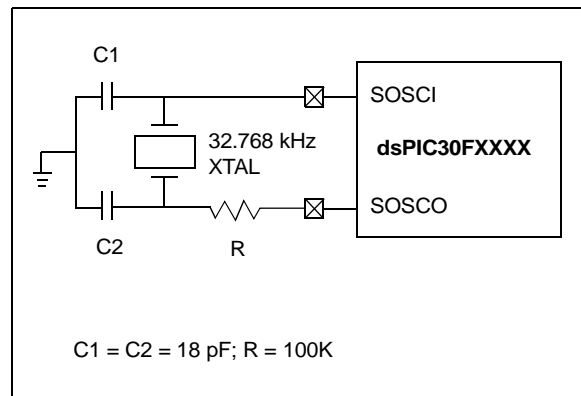 C1
SOSCI
32.768 kHz
XTAL
dsPIC30FXXXX
SOSCO
C2
R
C1 = C2 = 18 pF; R = 100K